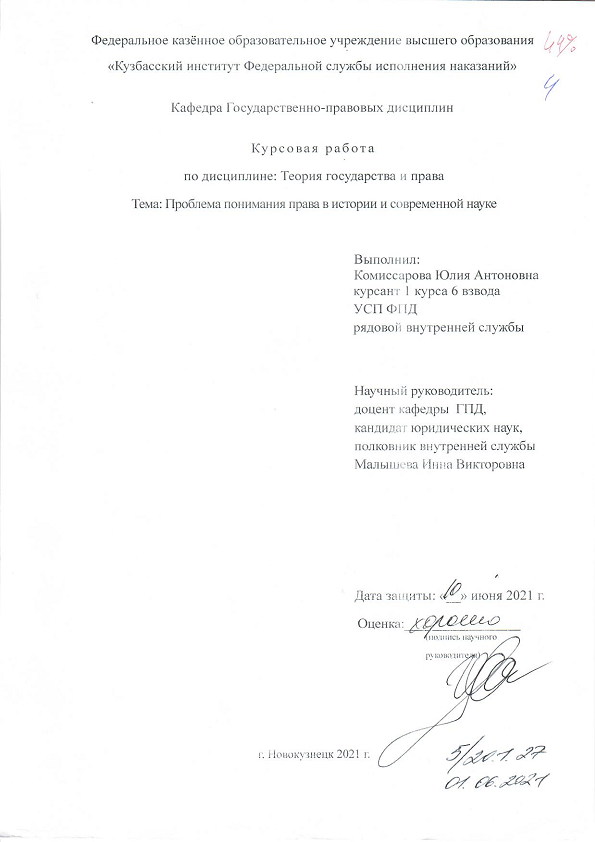 Федеральное казённое образовательное учреждение высшего образования
49%
«Кузбасский институт Федеральной службы исполнения наказаний»
4
Кафедра Государственно-правовых дисциплин
Курсовая работа
по дисциплине: Теория государства и права
Тема: Проблема понимания права в истории и современной науке
Выполнил:
Комиссарова Юлия Антоновна
курсант 1 курса 6 взвода
УСП ФПД
рядовой внутренней службы
Научный руководитель:
доцент кафедры ГПД,
кандидат юридических наук,
полковник внутренней службы
Малышева Инна Викторовна
Дата защиты: «10» июня 2021 г.
Оценка: хорошо
(подпись научного
руководителя)
г. Новокузнецк 2021 г.
5/20.1.27
01.06.2021